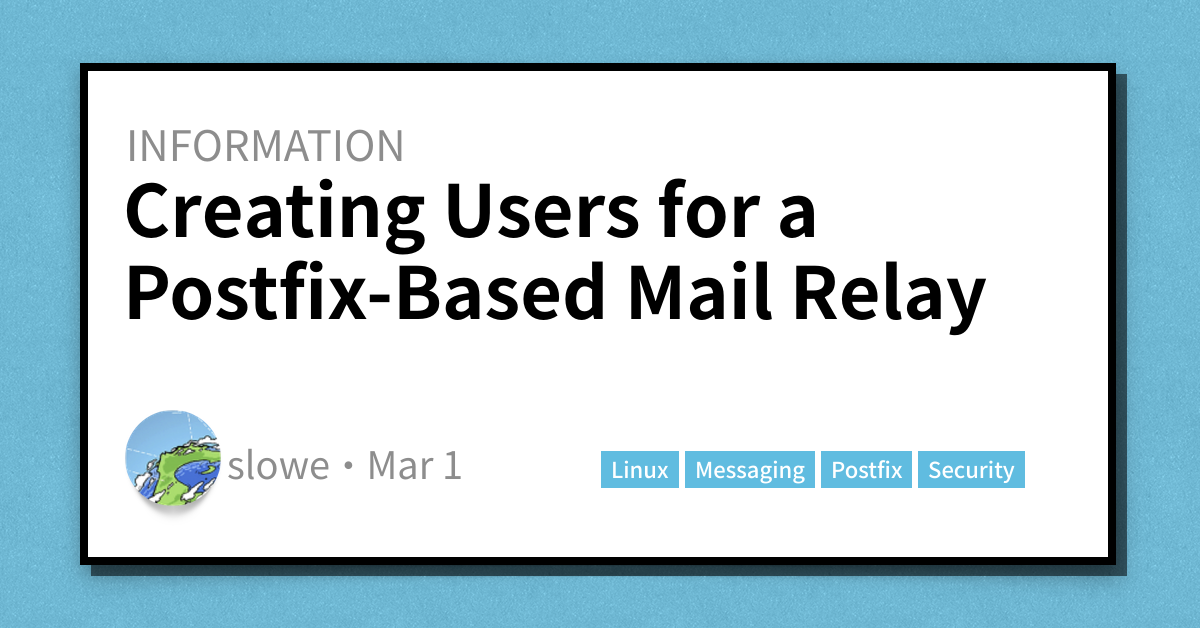 INFORMATION
Creating Users for a
Postfix-Based Mail Relay
slowe • Mar 1
Linux Messaging Postfix Security